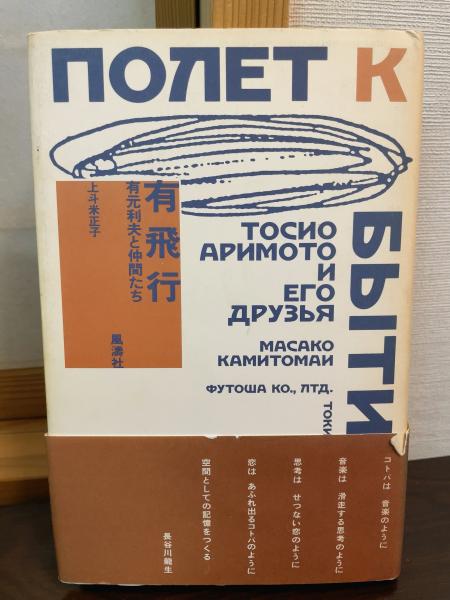 ПОЛЕТ К
БЫТИ
有飛行
有元利夫と仲間たち
上斗米正子
風濤社
ТОСИО
АРИМОТО
И
ЕГО
ДРУЗЬЯ
МАСАКО
КАМИТОМАИ
ФУТОША КО., ЛТД.
ТОКИ
コトバは 音楽のように
音楽は 滑走する思考のように
思考は せつない恋のように
恋は あふれ出るコトバのように
空間としての記憶をつくる
長谷川龍生